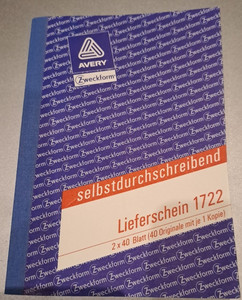 AVERY
Zweckform
selbstdurchschreibend
Lieferschein 1722
2 x 40 Blatt (40 Originale mit je 1 Kopie)